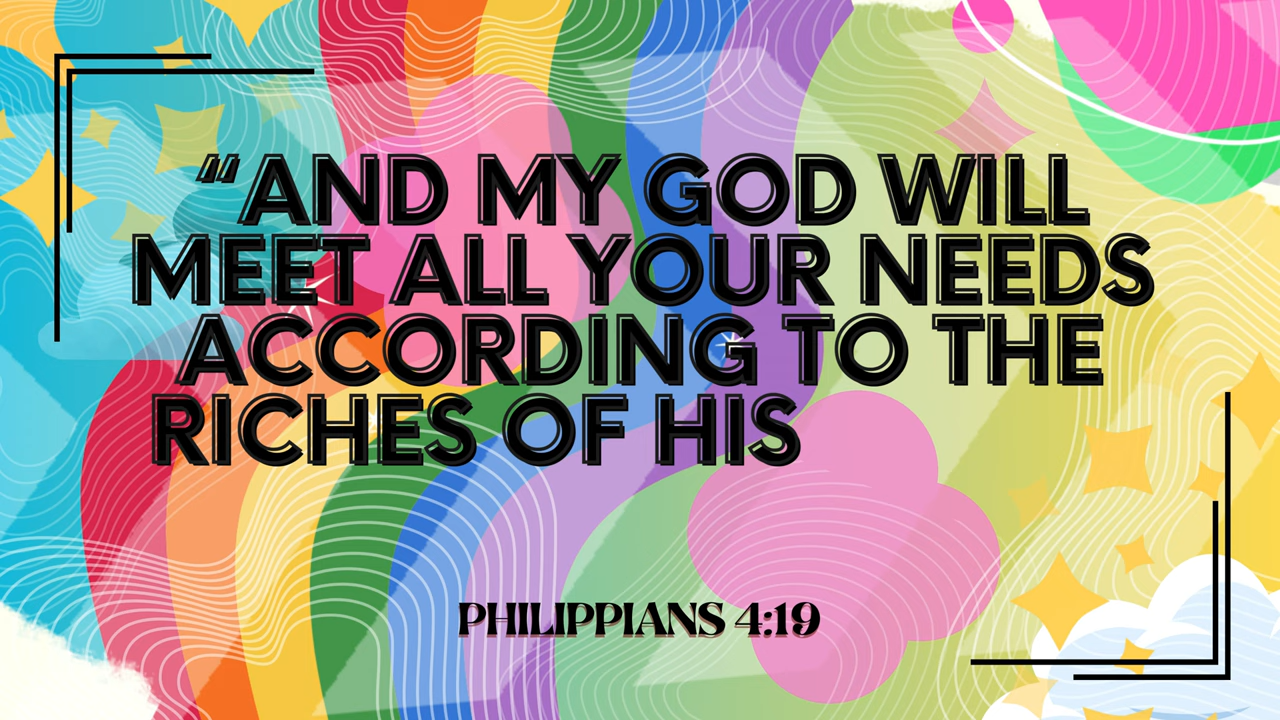 “AND MY GOD WILL
MEET ALL YOUR NEEDS
ACCORDING TO THE
RICHES OF HIS
PHILIPPIANS 4:19